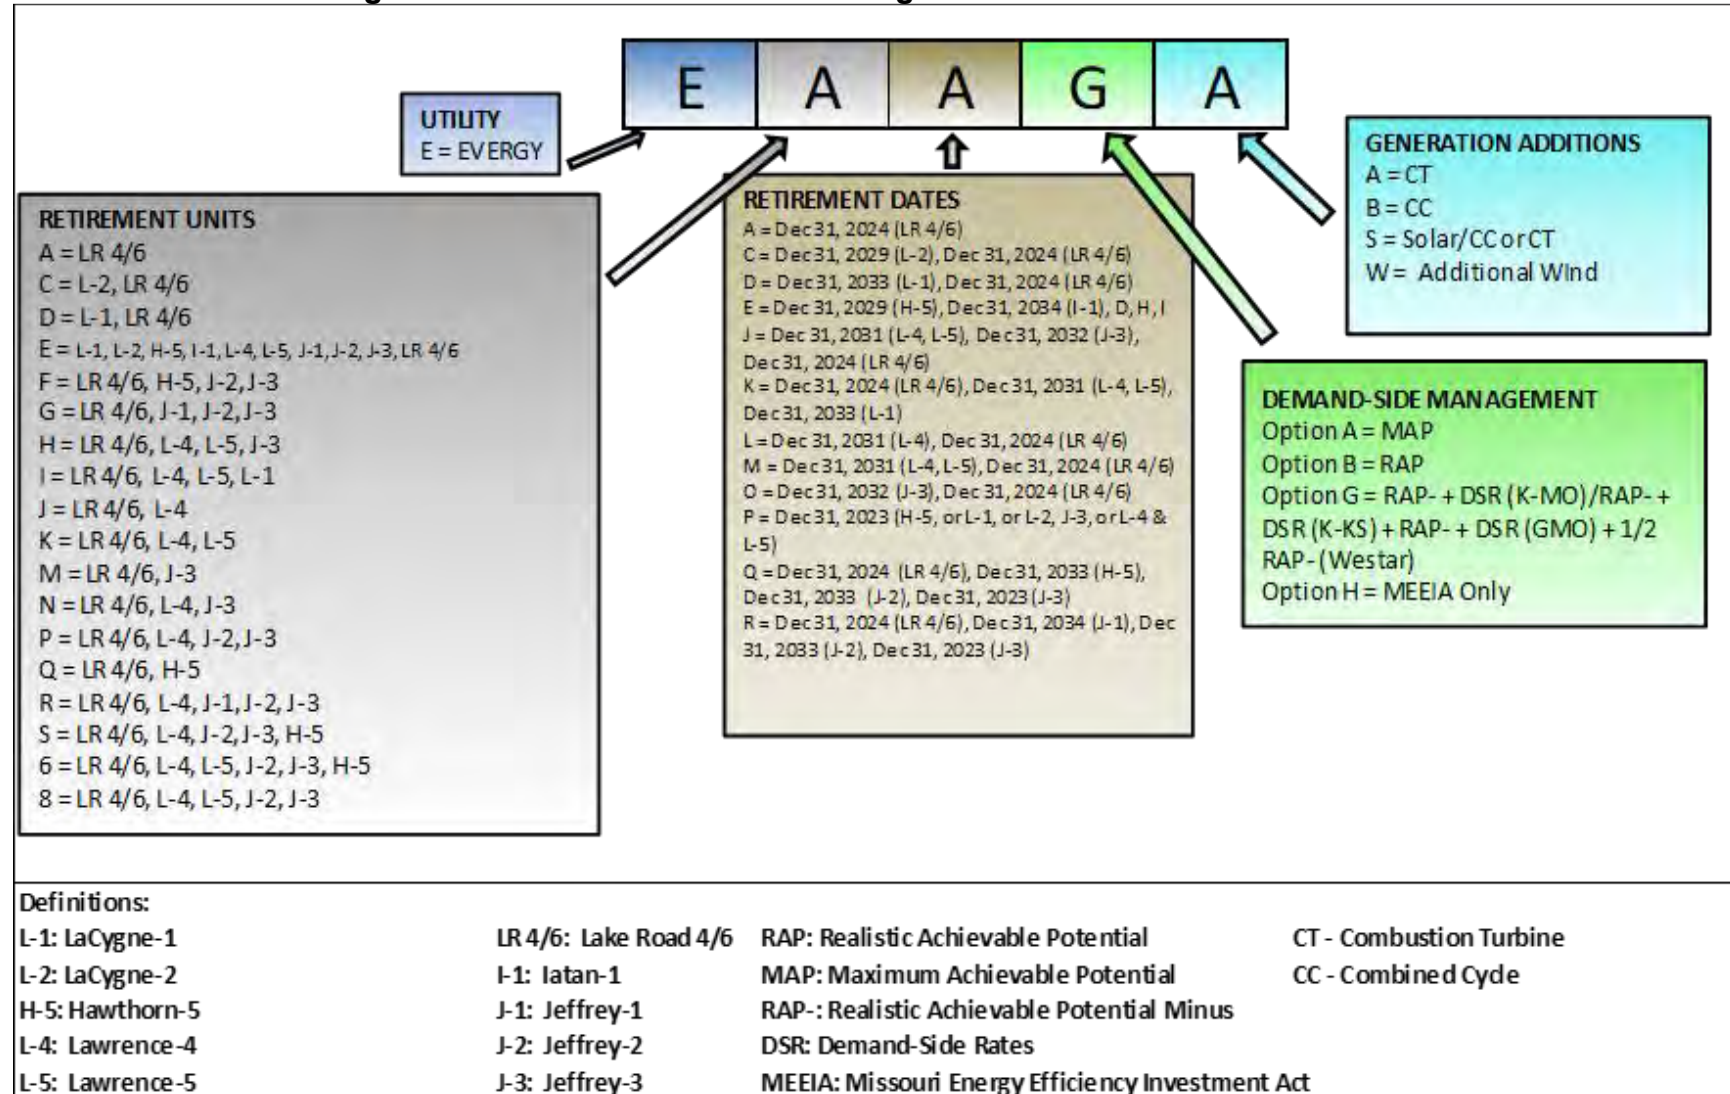 E A A G A
UTILITY
E = EVERGY
RETIREMENT UNITS
A = LR 4/6
C = L-2, LR 4/6
D = L-1, LR 4/6
E = L-1, L-2, H-5, I-1, L-4, L-5, J-1, J-2, J-3, LR 4/6
F = LR 4/6, H-5, J-2, J-3
G = LR 4/6, J-1, J-2, J-3
H = LR 4/6, L-4, L-5, J-3
I = LR 4/6, L-4, L-5, L-1
J = LR 4/6, L-4
K = LR 4/6, L-4, L-5
M = LR 4/6, J-3
N = LR 4/6, L-4, J-3
P = LR 4/6, L-4, J-2, J-3
Q = LR 4/6, H-5
R = LR 4/6, L-4, J-1, J-2, J-3
S = LR 4/6, L-4, J-2, J-3, H-5
6 = LR 4/6, L-4, L-5, J-2, J-3, H-5
8 = LR 4/6, L-4, L-5, J-2, J-3
RETIREMENT DATES
A = Dec 31, 2024 (LR 4/6)
C = Dec 31, 2029 (L-2), Dec 31, 2024 (LR 4/6)
D = Dec 31, 2033 (L-1), Dec 31, 2024 (LR 4/6)
E = Dec 31, 2029 (H-5), Dec 31, 2034 (I-1), D, H, I
J = Dec 31, 2031 (L-4, L-5), Dec 31, 2032 (J-3),
Dec 31, 2024 (LR 4/6)
K = Dec 31, 2024 (LR 4/6), Dec 31, 2031 (L-4, L-5),
Dec 31, 2033 (L-1)
L = Dec 31, 2031 (L-4), Dec 31, 2024 (LR 4/6)
M = Dec 31, 2031 (L-4, L-5), Dec 31, 2024 (LR 4/6)
O = Dec 31, 2032 (J-3), Dec 31, 2024 (LR 4/6)
P = Dec 31, 2023 (H-5, or L-1, or L-2, J-3, or L-4 &
L-5)
Q = Dec 31, 2024 (LR 4/6), Dec 31, 2033 (H-5),
Dec 31, 2033 (J-2), Dec 31, 2023 (J-3)
R = Dec 31, 2024 (LR 4/6), Dec 31, 2034 (J-1), Dec
31, 2033 (J-2), Dec 31, 2023 (J-3)
GENERATION ADDITIONS
A = CT
B = CC
S = Solar/CC or CT
W = Additional WInd
DEMAND-SIDE MANAGEMENT
Option A = MAP
Option B = RAP
Option G = RAP- + DSR (K-MO)/RAP- +
DSR (K-KS) + RAP- + DSR (GMO) + 1/2
RAP- (Westar)
Option H = MEEIA Only
Definitions:
L-1: LaCygne-1 LR 4/6: Lake Road 4/6 RAP: Realistic Achievable Potential CT - Combustion Turbine
L-2: LaCygne-2 I-1: Iatan-1 MAP: Maximum Achievable Potential CC - Combined Cycle
H-5: Hawthorn-5 J-1: Jeffrey-1 RAP-: Realistic Achievable Potential Minus
L-4: Lawrence-4 J-2: Jeffrey-2 DSR: Demand-Side Rates
L-5: Lawrence-5 J-3: Jeffrey-3 MEEIA: Missouri Energy Efficiency Investment Act